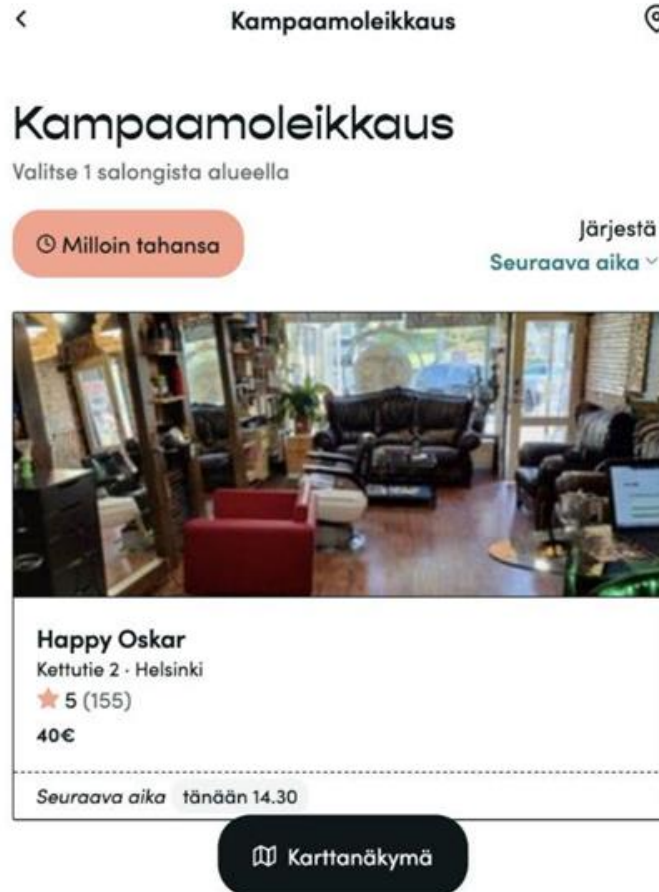 Kampaamoleikkaus
Kampaamoleikkaus
Valitse 1 salongista alueella
Milloin tahansa
Järjestä
Seuraava aika
Happy Oskar
Kettutie 2 · Helsinki
5 (155)
40€
Seuraava aika tänään 14.30
Karttanäkymä